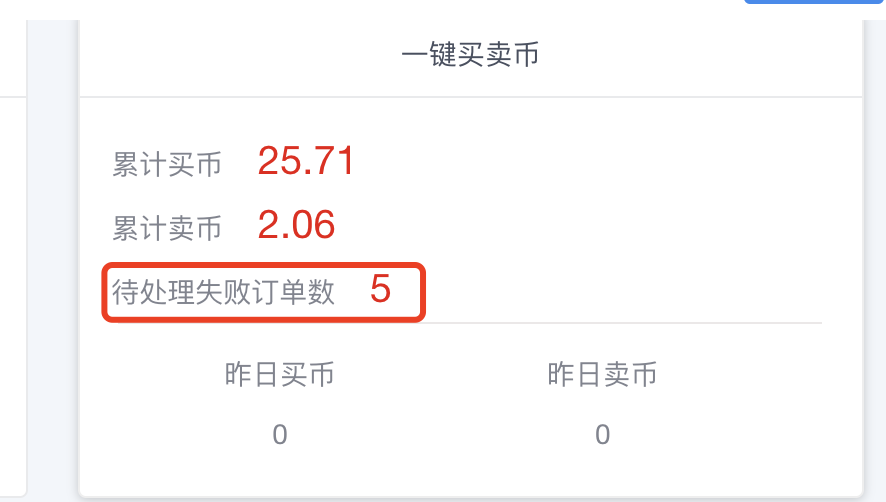 一键买卖币
累计买币 25.71
累计卖币 2.06
待处理失败订单数 5
昨日买币 昨日卖币
0 0